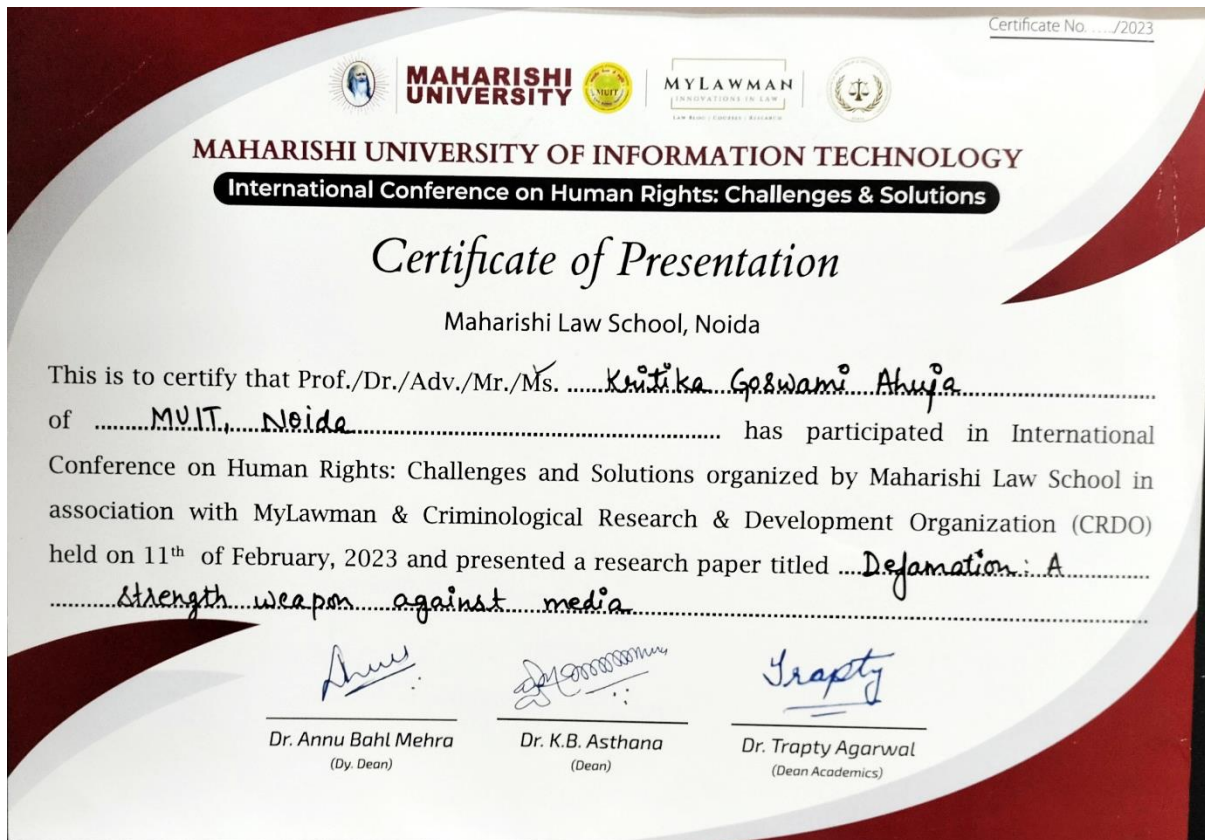 Certificate No. ..../2023
MAHARISHI UNIVERSITY
MUIT
MYLAWMAN
INNOVATIONS IN LAW
LAW BLOG | COURSES | RESEARCH
MAHARISHI UNIVERSITY OF INFORMATION TECHNOLOGY
International Conference on Human Rights: Challenges & Solutions
Certificate of Presentation
Maharishi Law School, Noida
This is to certify that Prof./Dr./Adv./Mr./Ms. Kritika Goswami Ahuja
of MUIT, Noida has participated in International
Conference on Human Rights: Challenges and Solutions organized by Maharishi Law School in
association with MyLawman & Criminological Research & Development Organization (CRDO)
held on 11th of February, 2023 and presented a research paper titled Defamation: A
strength weapon against media
Trapty
Dr. Annu Bahl Mehra
(Dy. Dean)
Dr. K.B. Asthana
(Dean)
Dr. Trapty Agarwal
(Dean Academics)